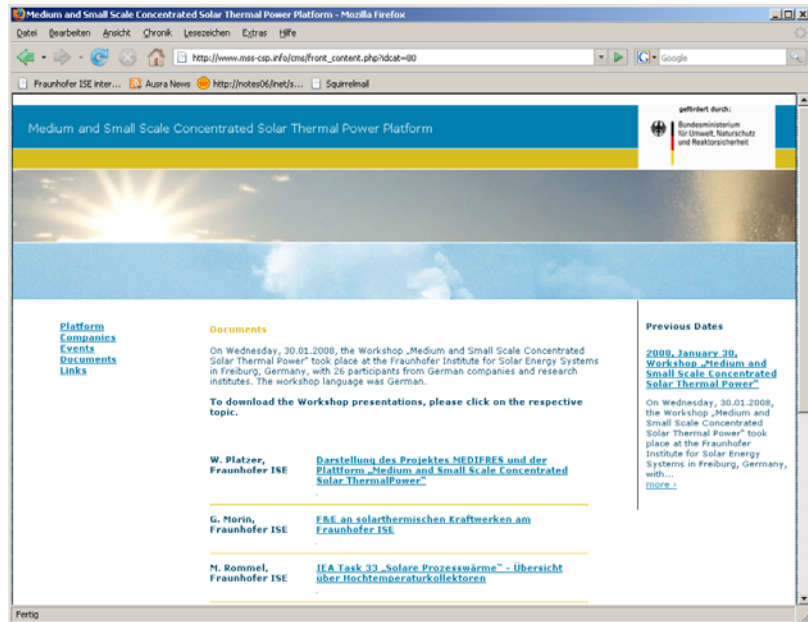 Medium and Small Scale Concentrated Solar Thermal Power Platform - Mozilla Firefox
Datei Bearbeiten Ansicht Chronik Lesezeichen Extras Hilfe
http://www.mss-csp.info/cms/front_content.php?idcat=80
Google
Fraunhofer ISE inter... Ausra News http://notes06/inet/s... Squirrelmail
gefördert durch:
Medium and Small Scale Concentrated Solar Thermal Power Platform
Bundesministerium
für Umwelt, Naturschutz
und Reaktorsicherheit
Platform
Companies
Events
Documents
Links
Documents
On Wednesday, 30.01.2008, the Workshop „Medium and Small Scale Concentrated
Solar Thermal Power" took place at the Fraunhofer Institute for Solar Energy Systems
in Freiburg, Germany, with 26 participants from German companies and research
institutes. The workshop language was German.
To download the Workshop presentations, please click on the respective
topic.
W. Platzer,
Fraunhofer ISE
Darstellung des Projektes MEDIFRES und der
Plattform „Medium and Small Scale Concentrated
Solar ThermalPower"
G. Morin,
Fraunhofer ISE
F&E an solarthermischen Kraftwerken am
Fraunhofer ISE
M. Rommel,
Fraunhofer ISE
IEA Task 33 „Solare Prozesswärme" - Übersicht
über Hochtemperaturkollektoren
Previous Dates
2008, January 30,
Workshop „Medium and
Small Scale Concentrated
Solar Thermal Power"
On Wednesday, 30.01.2008,
the Workshop „Medium and
Small Scale Concentrated
Solar Thermal Power" took
place at the Fraunhofer
Institute for Solar Energy
Systems in Freiburg, Germany,
with...
more >
Fertig